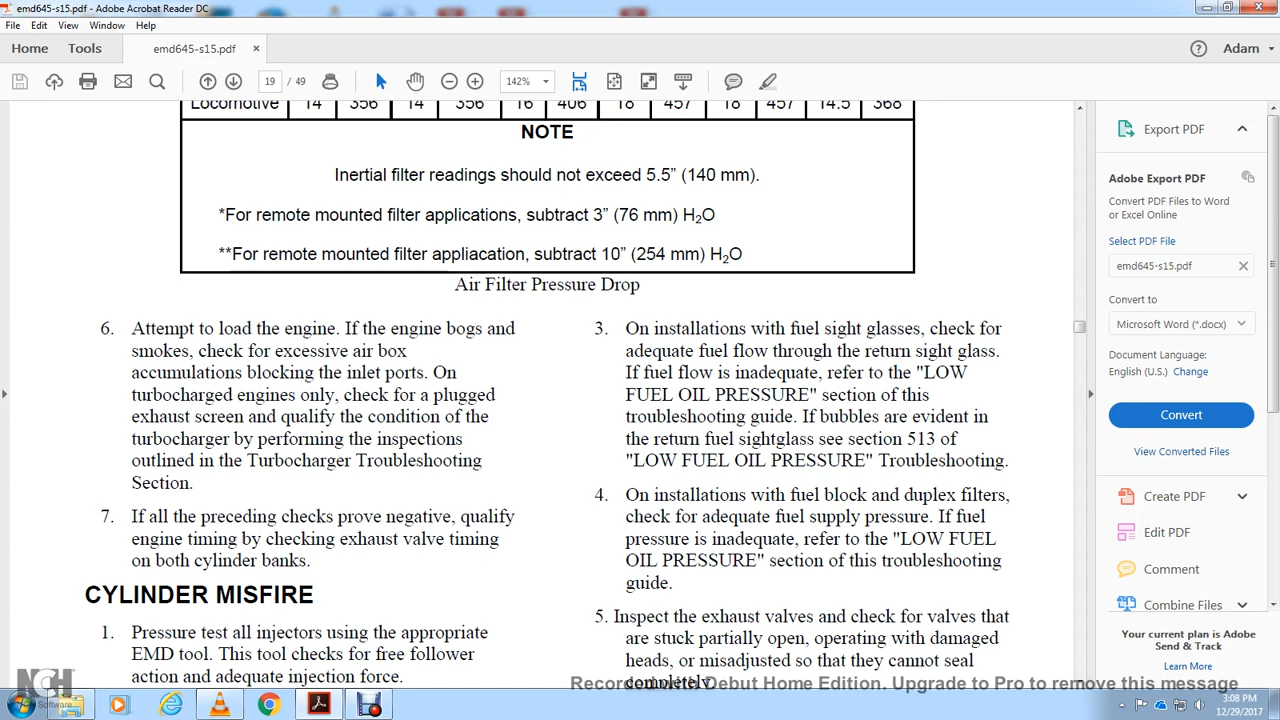 emd645-s15.pdf - Adobe Acrobat Reader DC
File Edit View Window Help
Home Tools emd645-s15.pdf × Adam
19 / 49 142%
Locomotive 14 356 14 356 16 406 18 457 18 457 14.5 368
NOTE
Inertial filter readings should not exceed 5.5” (140 mm).
*For remote mounted filter applications, subtract 3” (76 mm) H2O
**For remote mounted filter appliacation, subtract 10” (254 mm) H2O
Air Filter Pressure Drop
6. Attempt to load the engine. If the engine bogs and
smokes, check for excessive air box
accumulations blocking the inlet ports. On
turbocharged engines only, check for a plugged
exhaust screen and qualify the condition of the
turbocharger by performing the inspections
outlined in the Turbocharger Troubleshooting
Section.
7. If all the preceding checks prove negative, qualify
engine timing by checking exhaust valve timing
on both cylinder banks.
CYLINDER MISFIRE
1. Pressure test all injectors using the appropriate
EMD tool. This tool checks for free follower
action and adequate injection force.
3. On installations with fuel sight glasses, check for
adequate fuel flow through the return sight glass.
If fuel flow is inadequate, refer to the "LOW
FUEL OIL PRESSURE" section of this
troubleshooting guide. If bubbles are evident in
the return fuel sightglass see section 513 of
"LOW FUEL OIL PRESSURE" Troubleshooting.
4. On installations with fuel block and duplex filters,
check for adequate fuel supply pressure. If fuel
pressure is inadequate, refer to the "LOW FUEL
OIL PRESSURE" section of this troubleshooting
guide.
5. Inspect the exhaust valves and check for valves that
are stuck partially open, operating with damaged
heads, or misadjusted so that they cannot seal
completely.
Export PDF
Adobe Export PDF
Convert PDF Files to Word
or Excel Online
Select PDF File
emd645-s15.pdf
Convert to
Microsoft Word (*.docx)
Document Language:
English (U.S.) Change
Convert
View Converted Files
Create PDF
Edit PDF
Comment
Combine Files
Your current plan is Adobe
Send & Track
Learn More
NCH
Software
Debut Home Edition. Upgrade to Pro to remove this message
3:08 PM
12/29/2017